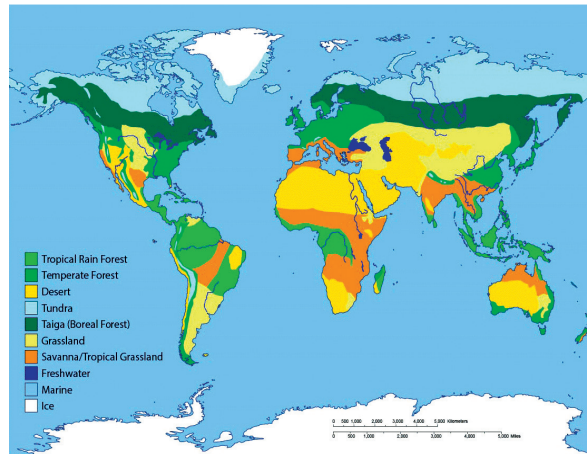 Tropical Rain Forest
Temperate Forest
Desert
Tundra
Taiga (Boreal Forest)
Grassland
Savanna/Tropical Grassland
Freshwater
Marine
Ice
0 500 1,000 2,000 3,000 4,000 5,000 Kilometers
0 500 1,000 2,000 3,000 4,000 5,000 Miles